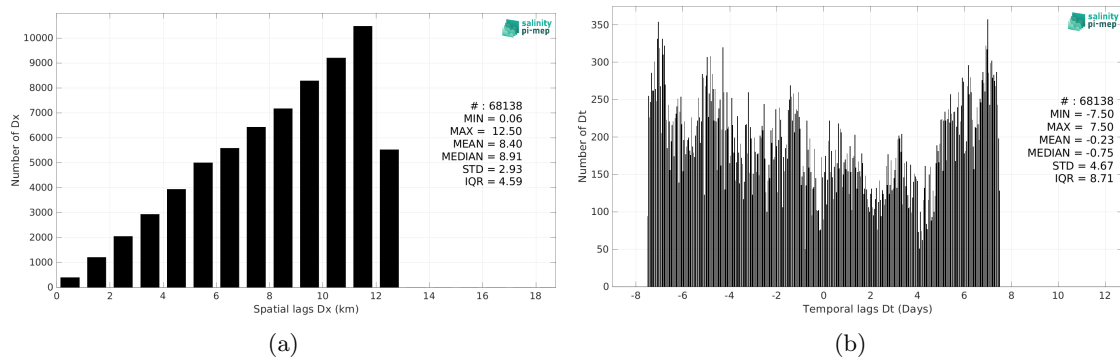 10000
9000
8000
7000
6000
5000
4000
3000
2000
1000
0
Number of Dx
salinity
pi-mep
# : 68138
MIN = 0.06
MAX = 12.50
MEAN = 8.40
MEDIAN = 8.91
STD = 2.93
IQR = 4.59
0 2 4 6 8 10 12 14 16 18
Spatial lags Dx (km)
(a)
350
300
250
200
150
100
50
0
Number of Dt
salinity
pi-mep
# : 68138
MIN = -7.50
MAX = 7.50
MEAN = -0.23
MEDIAN = -0.75
STD = 4.67
IQR = 8.71
-8 -6 -4 -2 0 2 4 6 8 10 12
Temporal lags Dt (Days)
(b)